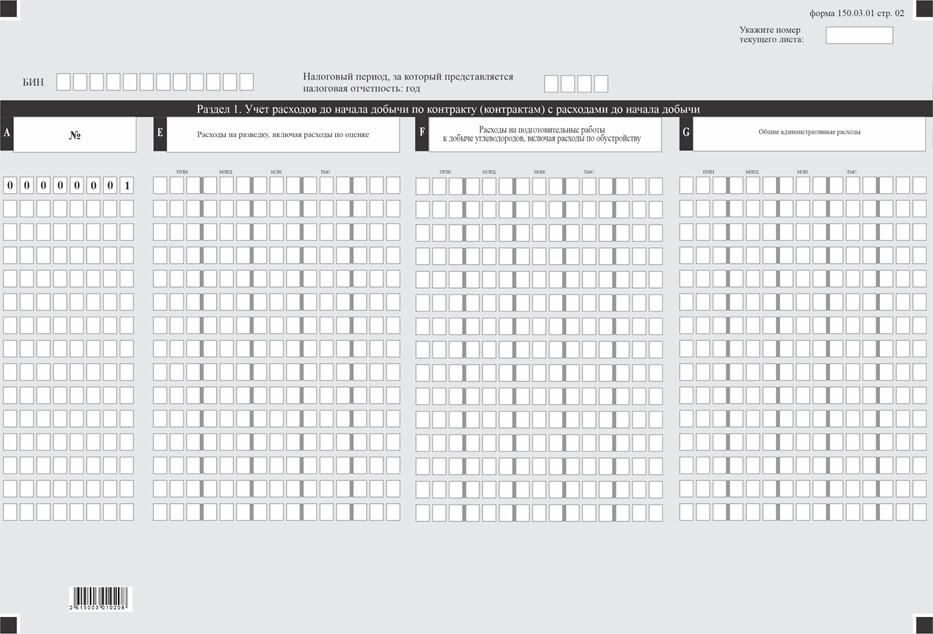 форма 150.03.01 стр. 02
Укажите номер
текущего листа:
БИН
Налоговый период, за который представляется
налоговая отчетность: год
Раздел 1. Учет расходов до начала добычи по контракту (контрактам) с расходами до начала добычи
A № E Расходы на разведку, включая расходы по оценке F Расходы на подготовительные работы
к добыче углеводородов, включая расходы по обустройству
G Общие административные расходы
ТРЛН МЛРД МЛН ТЫС ТРЛН МЛРД МЛН ТЫС ТРЛН МЛРД МЛН ТЫС
0 0 0 0 0 0 0 1
2 615003 010208